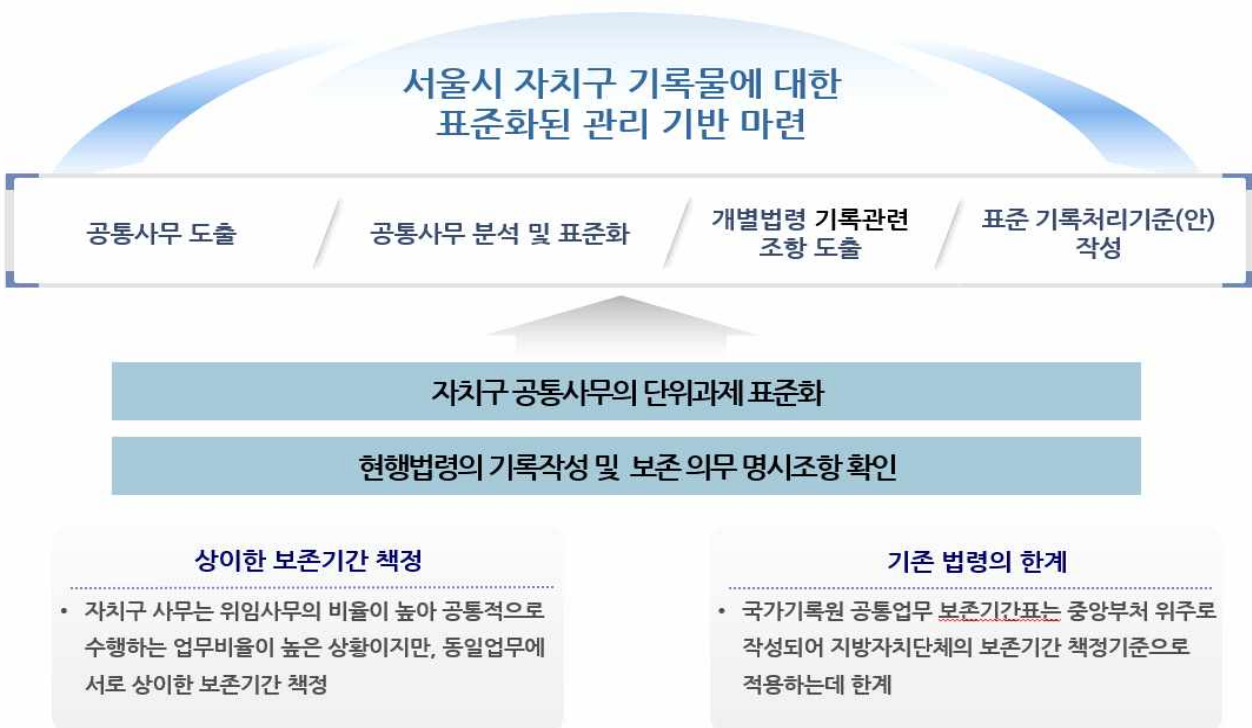 서울시 자치구 기록물에 대한
표준화된 관리 기반 마련
공통사무 도출
공통사무 분석 및 표준화
개별법령 기록관련
조항 도출
표준 기록처리기준(안)
작성
자치구 공통사무의 단위과제 표준화
현행법령의 기록작성 및 보존 의무 명시조항 확인
상이한 보존기간 책정
• 자치구 사무는 위임사무의 비율이 높아 공통적으로
수행하는 업무비율이 높은 상황이지만, 동일업무에
서로 상이한 보존기간 책정
기존 법령의 한계
• 국가기록원 공통업무 보존기간표는 중앙부처 위주로
작성되어 지방자치단체의 보존기간 책정기준으로
적용하는데 한계